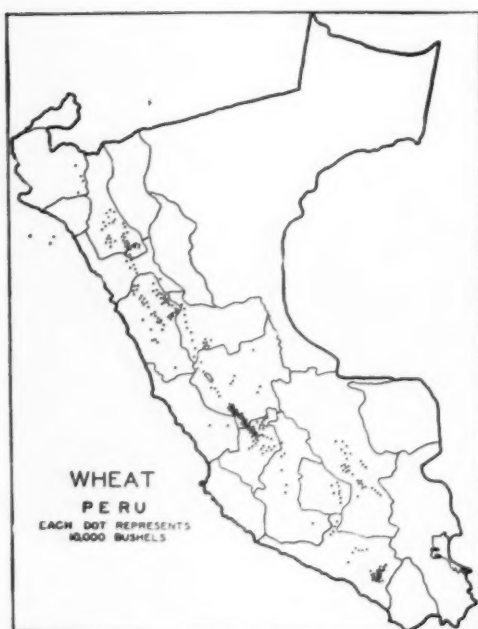 WHEAT
PERU
EACH DOT REPRESENTS
10,000 BUSHELS